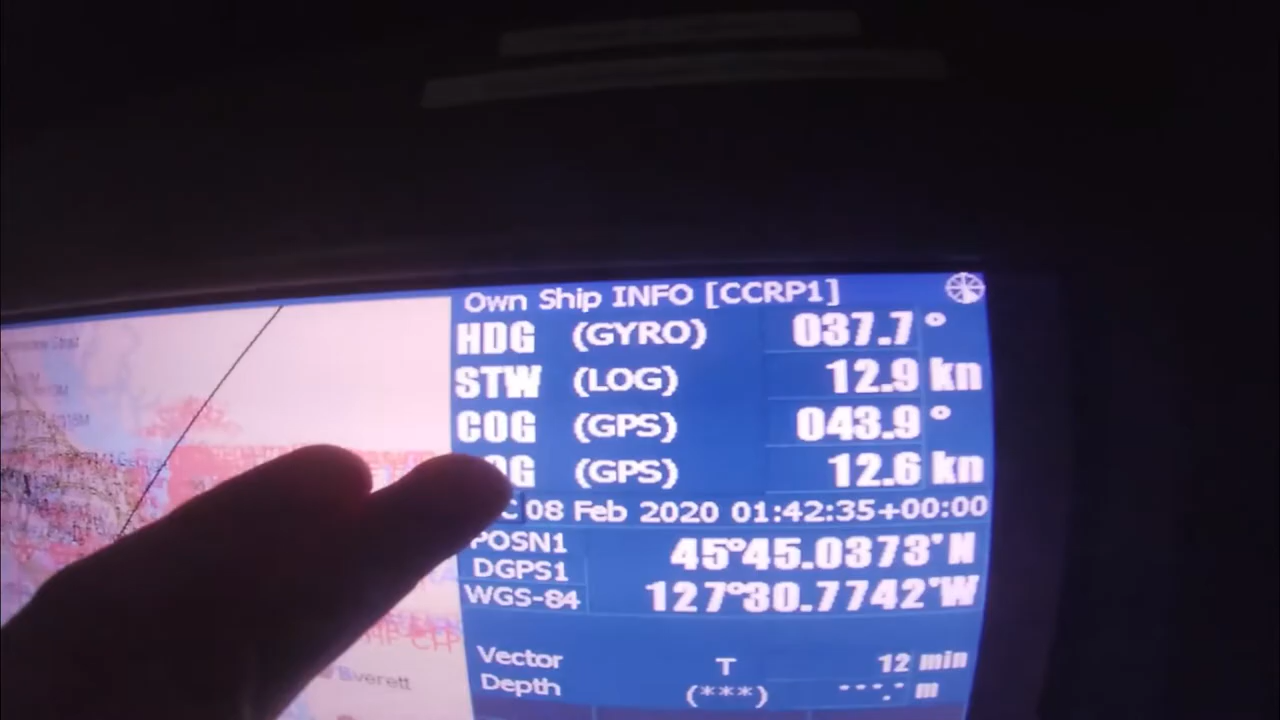 Own Ship INFO [CCRP1]
HDG (GYRO) 037.7°
STW (LOG) 12.9 kn
COG (GPS) 043.9°
OG (GPS) 12.6 kn
C 08 Feb 2020 01:42:35+00:00
POSN1 45°45.0373'N
DGPS1
WGS-84 127°30.7742'W
Vector T 12 min
Depth (***) ---.- m
Everett